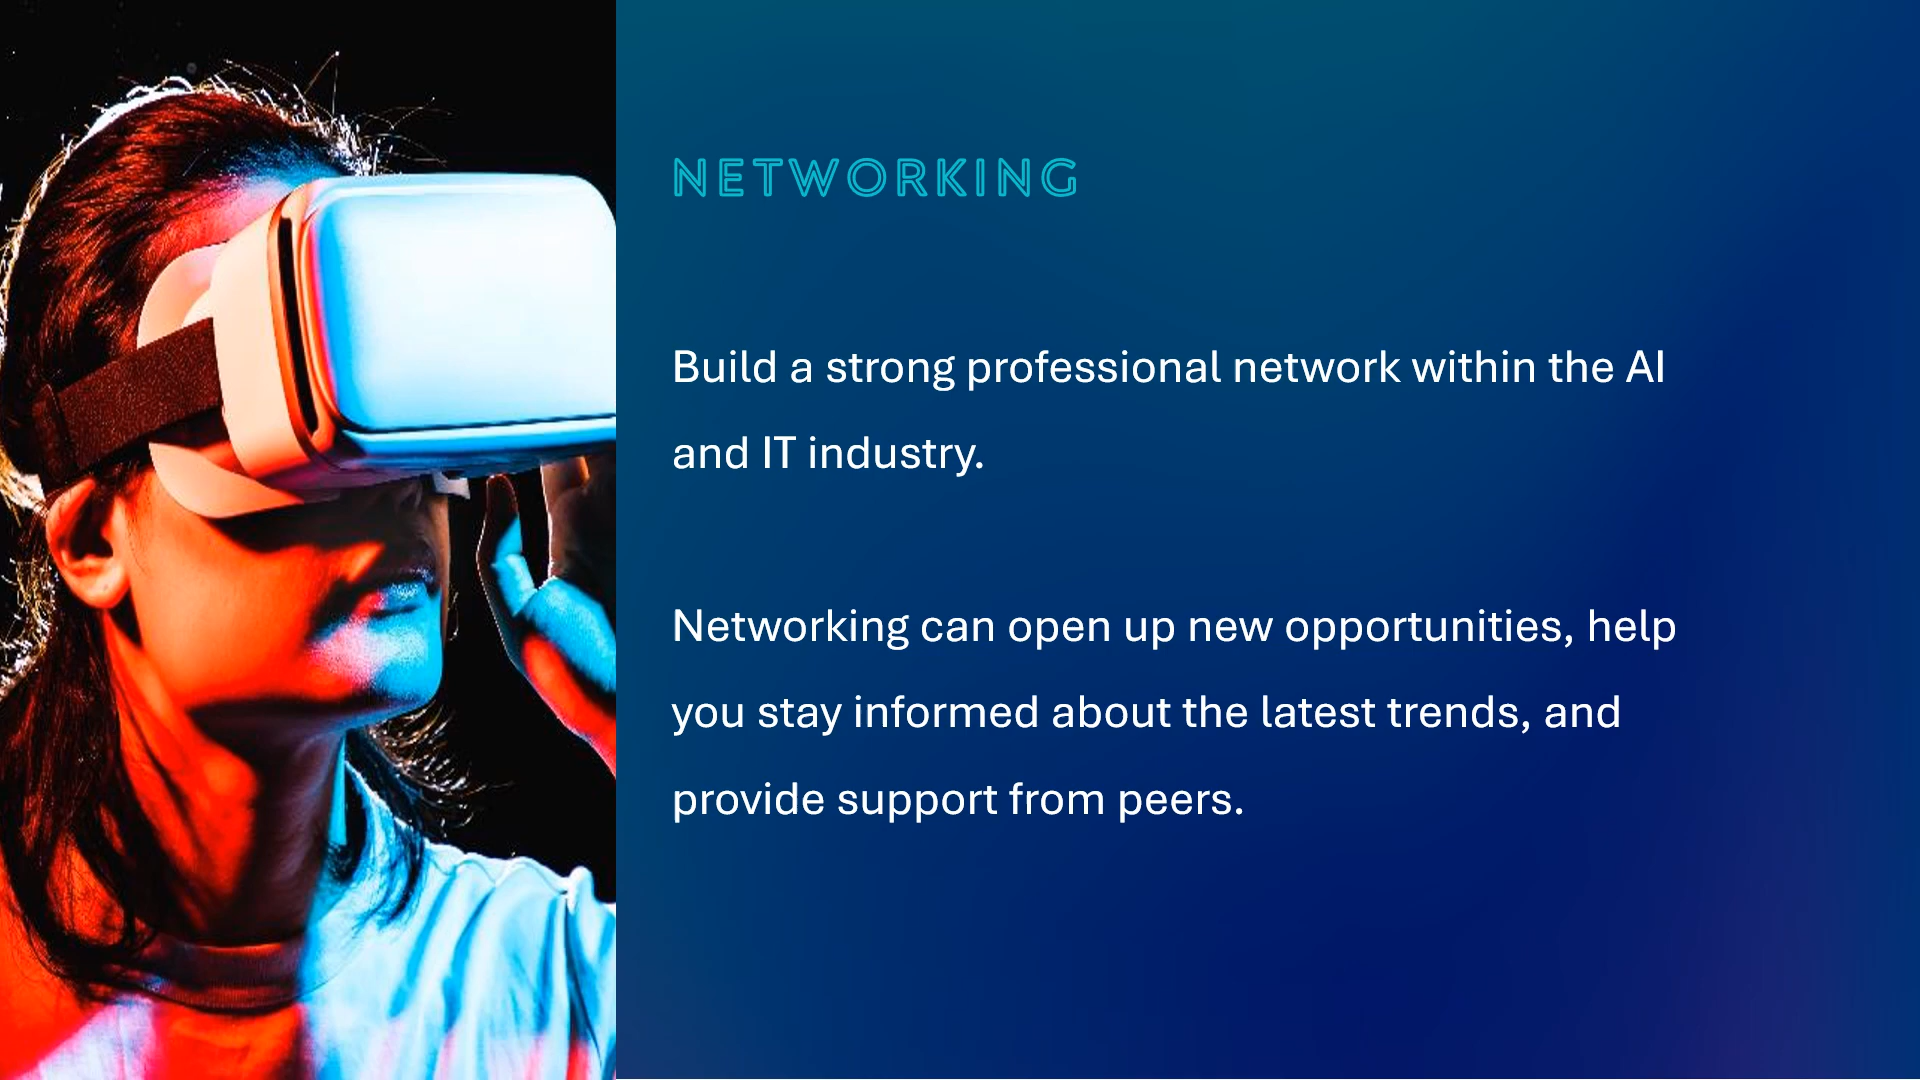 NETWORKING
Build a strong professional network within the AI
and IT industry.
Networking can open up new opportunities, help
you stay informed about the latest trends, and
provide support from peers.